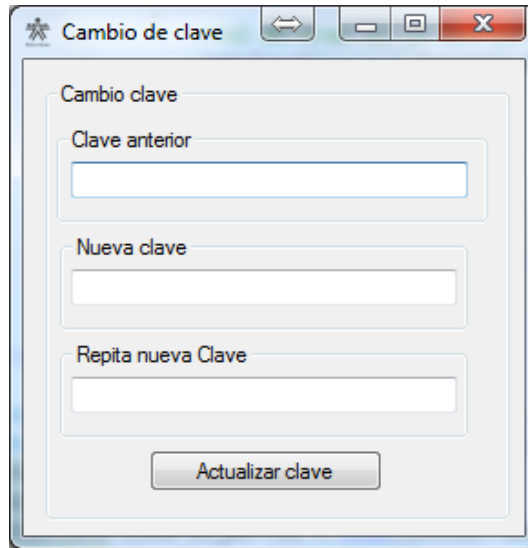 Cambio de clave
Cambio clave
Clave anterior
Nueva clave
Repita nueva Clave
Actualizar clave